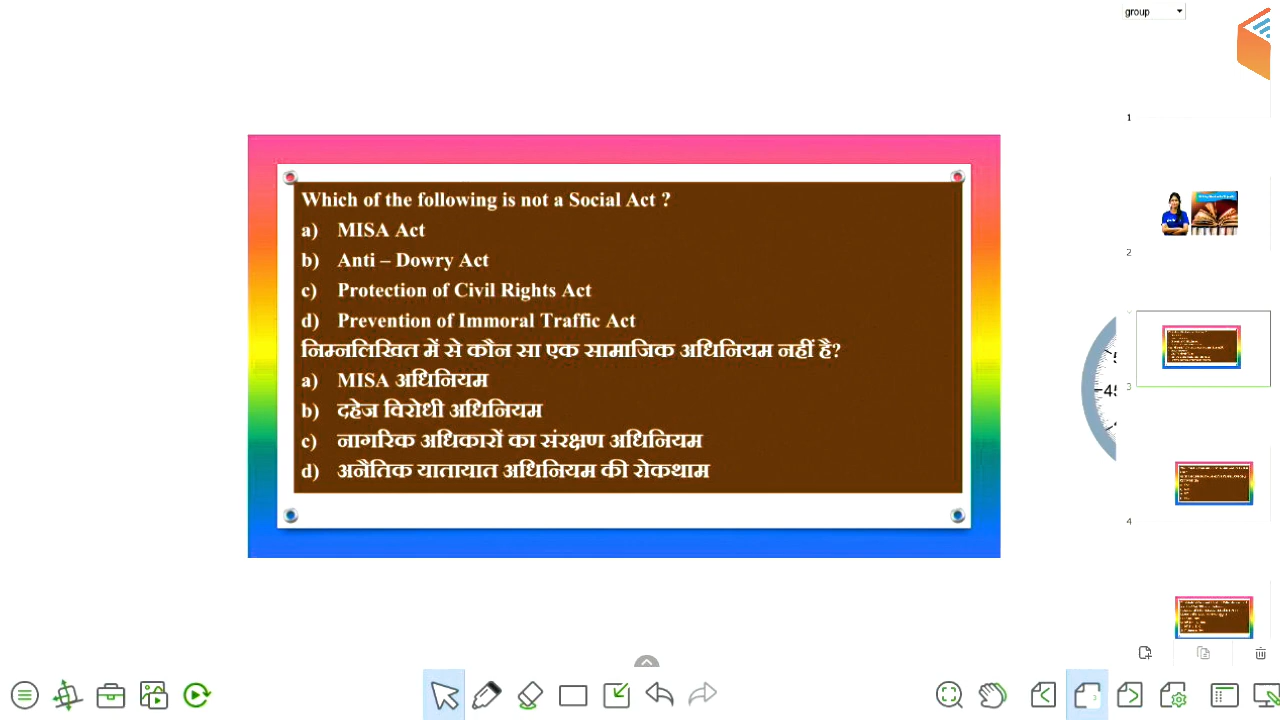 group
Which of the following is not a Social Act ?
a) MISA Act
b) Anti – Dowry Act
c) Protection of Civil Rights Act
d) Prevention of Immoral Traffic Act
निम्नलिखित में से कौन सा एक सामाजिक अधिनियम नहीं है?
a) MISA अधिनियम
b) दहेज विरोधी अधिनियम
c) नागरिक अधिकारों का संरक्षण अधिनियम
d) अनैतिक यातायात अधिनियम की रोकथाम
1
2
3
4